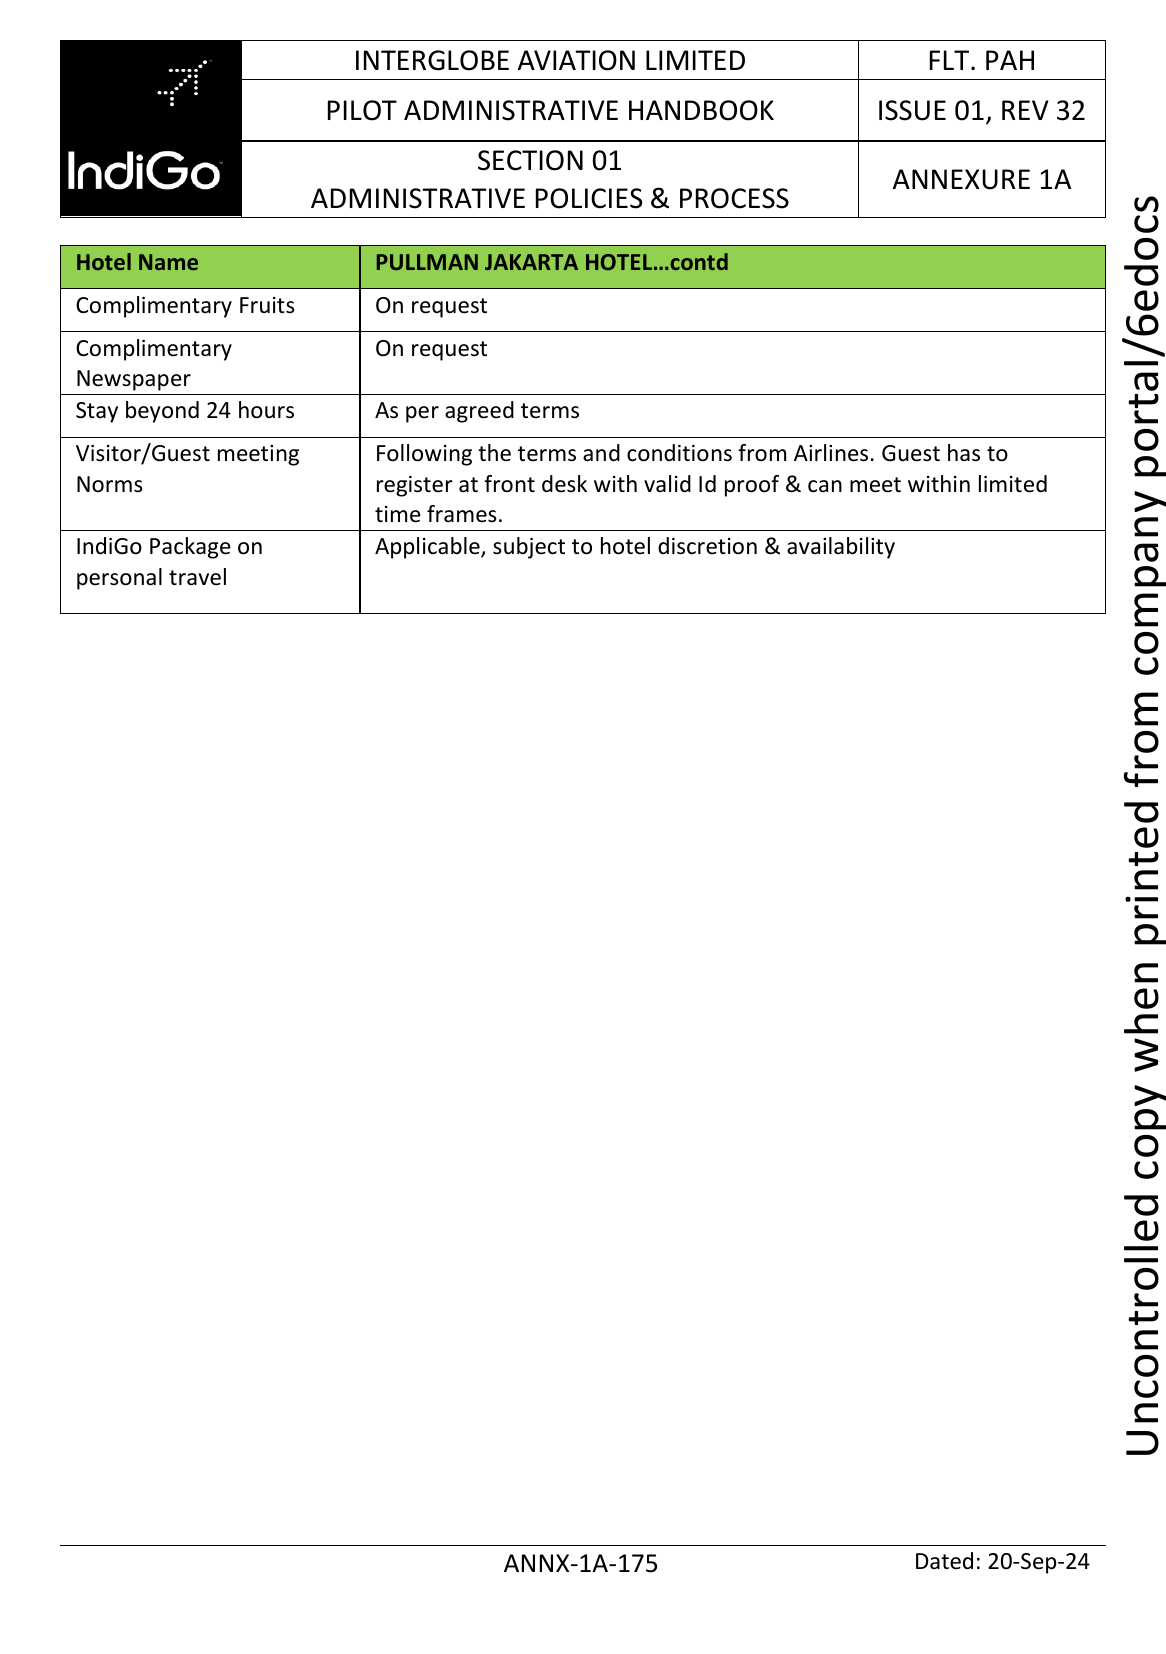 IndiGo
INTERGLOBE AVIATION LIMITED
FLT. PAH
PILOT ADMINISTRATIVE HANDBOOK
ISSUE 01, REV 32
SECTION 01
ADMINISTRATIVE POLICIES & PROCESS
ANNEXURE 1A
Hotel Name
PULLMAN JAKARTA HOTEL…contd
Complimentary Fruits
On request
Complimentary
Newspaper
On request
Stay beyond 24 hours
As per agreed terms
Visitor/Guest meeting
Norms
Following the terms and conditions from Airlines. Guest has to
register at front desk with valid Id proof & can meet within limited
time frames.
IndiGo Package on
personal travel
Applicable, subject to hotel discretion & availability
Uncontrolled copy when printed from company portal/6edocs
ANNX-1A-175
Dated: 20-Sep-24